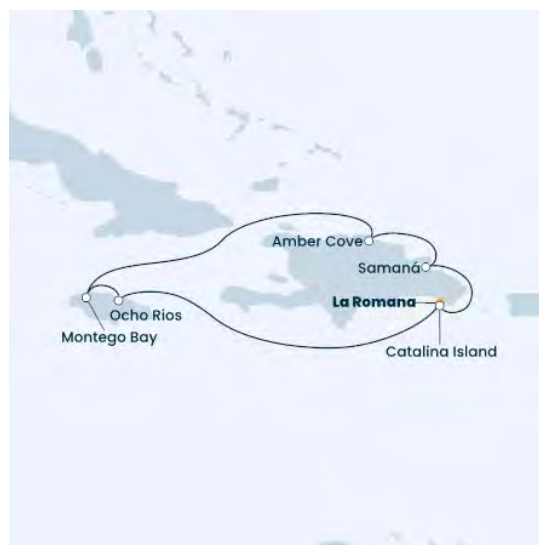 Amber Cove
Samaná
La Romana
Ocho Rios
Montego Bay
Catalina Island